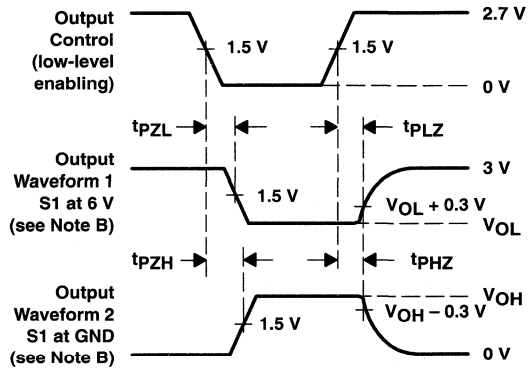 Output
Control
(low-level
enabling)
1.5 V
1.5 V
2.7 V
0 V
tPZL
tPLZ
Output
Waveform 1
S1 at 6 V
(see Note B)
1.5 V
3 V
VOL + 0.3 V
VOL
tPZH
tPHZ
Output
Waveform 2
S1 at GND
(see Note B)
1.5 V
VOH
VOH – 0.3 V
0 V